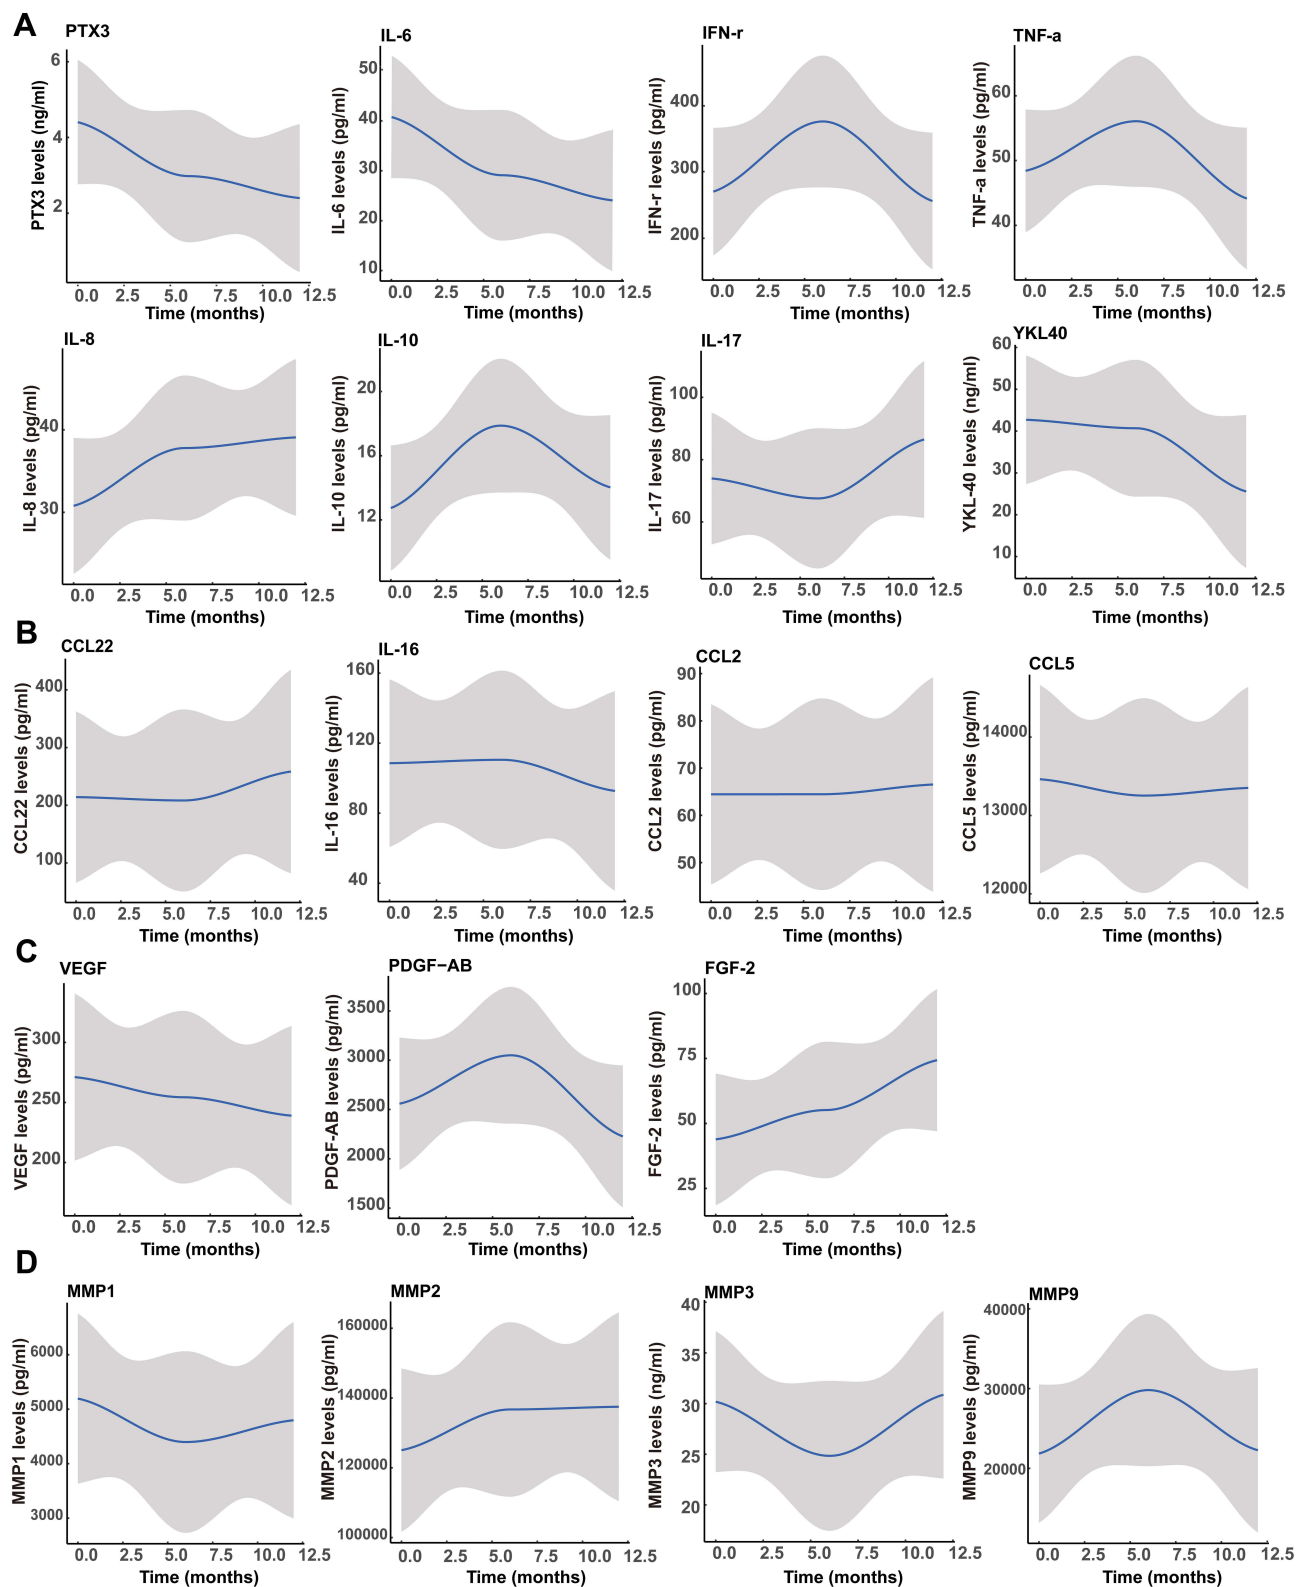 A
PTX3
PTX3 levels (ng/ml)
6
4
2
0.0 2.5 5.0 7.5 10.0 12.5
Time (months)
IL-6
IL-6 levels (pg/ml)
50
40
30
20
10
0.0 2.5 5.0 7.5 10.0 12.5
Time (months)
IFN-r
IFN-r levels (pg/ml)
400
300
200
0.0 2.5 5.0 7.5 10.0 12.5
Time (months)
TNF-a
TNF-a levels (pg/ml)
60
50
40
0.0 2.5 5.0 7.5 10.0 12.5
Time (months)
IL-8
IL-8 levels (pg/ml)
40
30
0.0 2.5 5.0 7.5 10.0 12.5
Time (months)
IL-10
IL-10 levels (pg/ml)
20
16
12
0.0 2.5 5.0 7.5 10.0 12.5
Time (months)
IL-17
IL-17 levels (pg/ml)
100
80
60
0.0 2.5 5.0 7.5 10.0 12.5
Time (months)
YKL40
YKL-40 levels (ng/ml)
60
50
40
30
20
10
0.0 2.5 5.0 7.5 10.0 12.5
Time (months)
B
CCL22
CCL22 levels (pg/ml)
400
300
200
100
0.0 2.5 5.0 7.5 10.0 12.5
Time (months)
IL-16
IL-16 levels (pg/ml)
160
120
80
40
0.0 2.5 5.0 7.5 10.0 12.5
Time (months)
CCL2
CCL2 levels (pg/ml)
90
80
70
60
50
0.0 2.5 5.0 7.5 10.0 12.5
Time (months)
CCL5
CCL5 levels (pg/ml)
14000
13000
12000
0.0 2.5 5.0 7.5 10.0 12.5
Time (months)
C
VEGF
VEGF levels (pg/ml)
300
250
200
0.0 2.5 5.0 7.5 10.0 12.5
Time (months)
PDGF−AB
PDGF-AB levels (pg/ml)
3500
3000
2500
2000
1500
0.0 2.5 5.0 7.5 10.0 12.5
Time (months)
FGF-2
FGF-2 levels (pg/ml)
100
75
50
25
0.0 2.5 5.0 7.5 10.0 12.5
Time (months)
D
MMP1
MMP1 levels (pg/ml)
6000
5000
4000
3000
0.0 2.5 5.0 7.5 10.0 12.5
Time (months)
MMP2
MMP2 levels (pg/ml)
160000
140000
120000
100000
0.0 2.5 5.0 7.5 10.0 12.5
Time (months)
MMP3
MMP3 levels (ng/ml)
40
35
30
25
20
0.0 2.5 5.0 7.5 10.0 12.5
Time (months)
MMP9
MMP9 levels (pg/ml)
40000
30000
20000
0.0 2.5 5.0 7.5 10.0 12.5
Time (months)